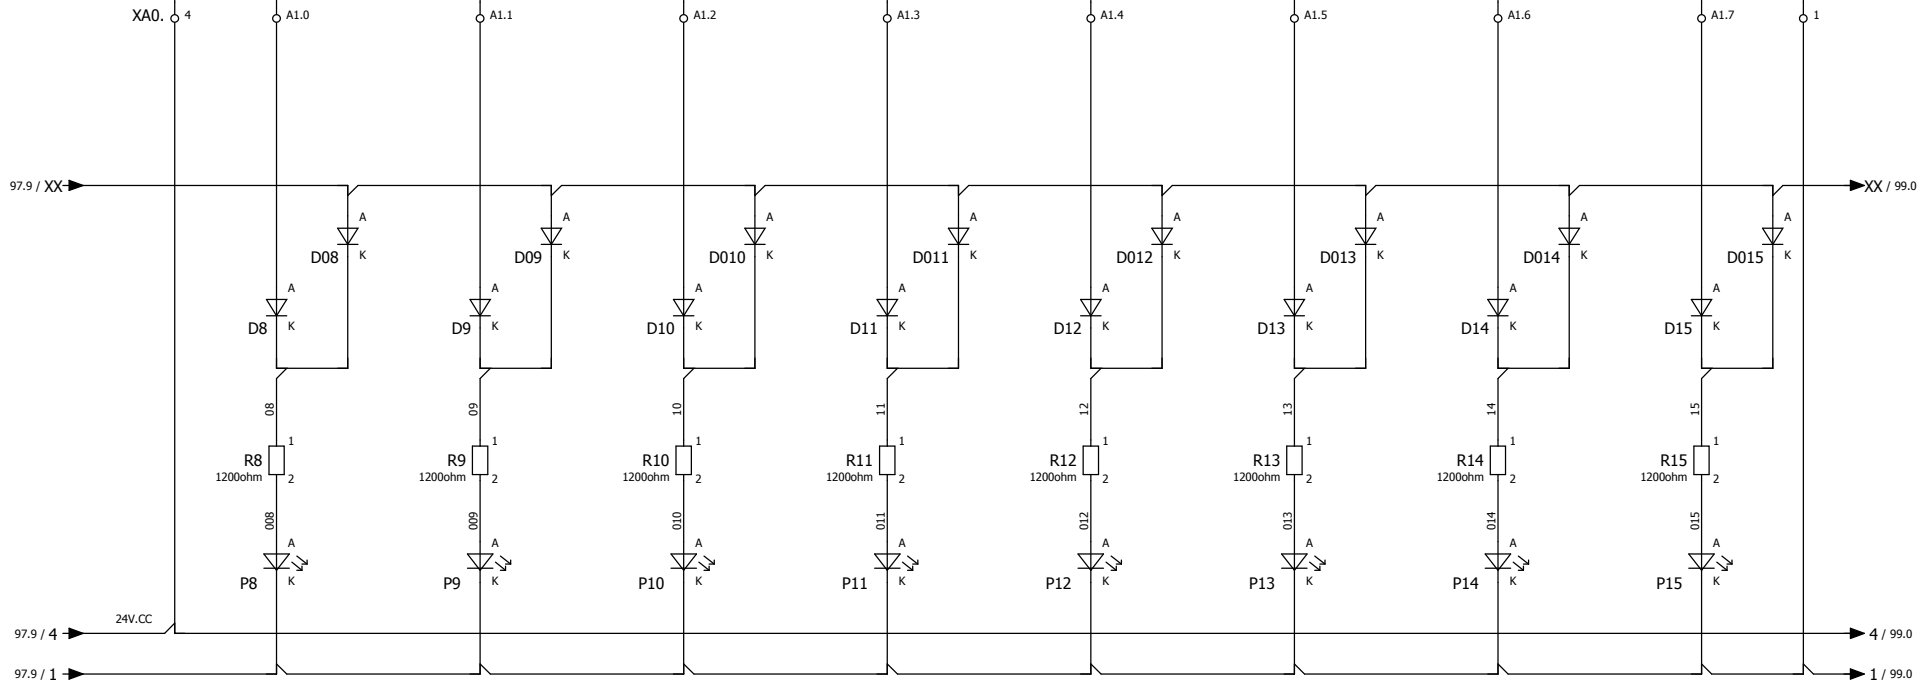 XA0. 4 A1.0 A1.1 A1.2 A1.3 A1.4 A1.5 A1.6 A1.7 1
97.9 / XX XX / 99.0
A A A A A A A A
D08 K D09 K D010 K D011 K D012 K D013 K D014 K D015 K
A A A A A A A A
D8 K D9 K D10 K D11 K D12 K D13 K D14 K D15 K
08 09 10 11 12 13 14 15
1 1 1 1 1 1 1 1
R8 R9 R10 R11 R12 R13 R14 R15
1200ohm 2 1200ohm 2 1200ohm 2 1200ohm 2 1200ohm 2 1200ohm 2 1200ohm 2 1200ohm 2
008 009 010 011 012 013 014 015
A A A A A A A A
P8 K P9 K P10 K P11 K P12 K P13 K P14 K P15 K
24V.CC
97.9 / 4 4 / 99.0
97.9 / 1 1 / 99.0